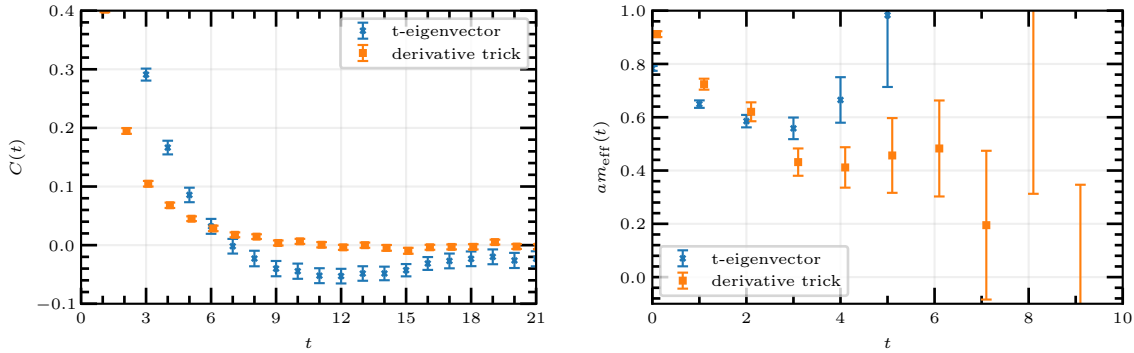 0.4
0.3
0.2
0.1
0.0
−0.1
C(t)
0 3 6 9 12 15 18 21
t
t-eigenvector
derivative trick
1.0
0.8
0.6
0.4
0.2
0.0
am_eff(t)
0 2 4 6 8 10
t
t-eigenvector
derivative trick